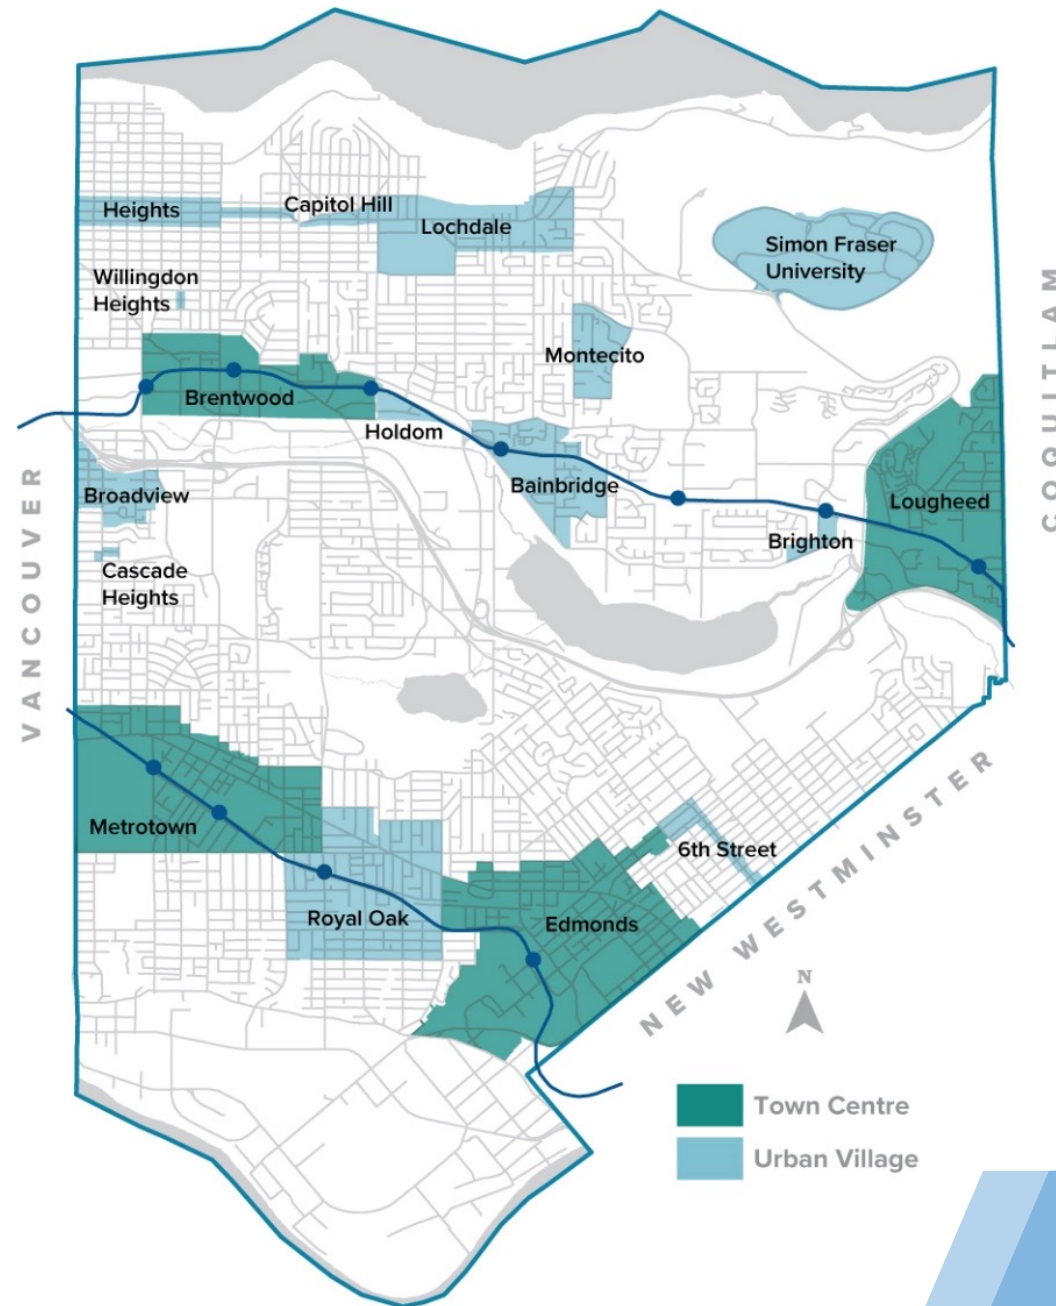 Heights
Capitol Hill
Lochdale
Simon Fraser
University
Willingdon
Heights
Montecito
Brentwood
Holdom
Bainbridge
Lougheed
Broadview
Brighton
Cascade
Heights
VANCOUVER
COQUITLAM
Metrotown
6th Street
Royal Oak
Edmonds
NEW WESTMINSTER
N
Town Centre
Urban Village